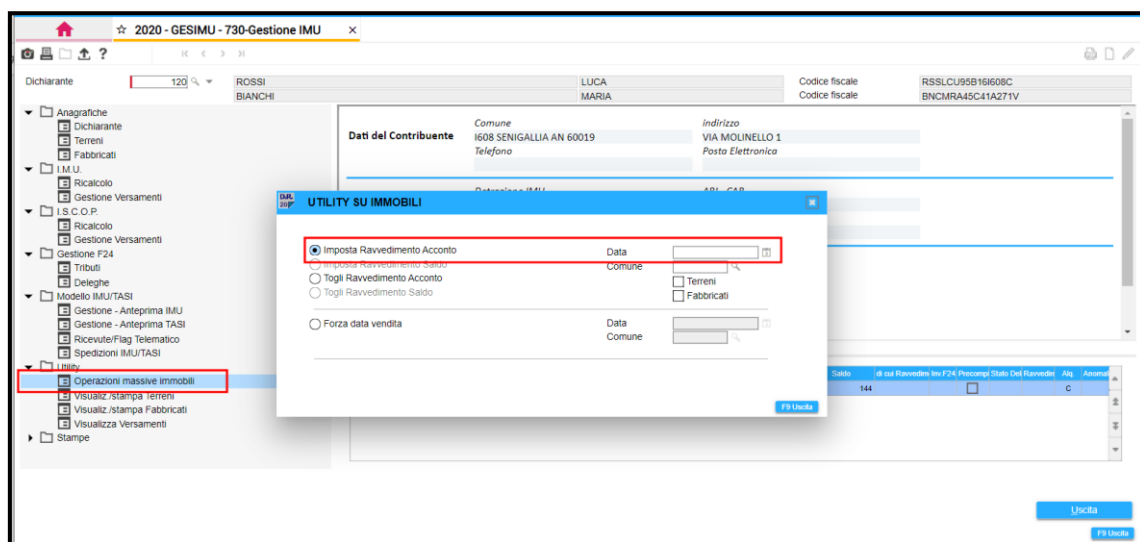 2020 - GESIMU - 730-Gestione IMU
Dichiarante 120 ROSSI LUCA Codice fiscale RSSLCU95B16I608C
BIANCHI MARIA Codice fiscale BNCMRA45C41A271V
Anagrafiche
Dichiarante
Terreni
Fabbricati
I.M.U.
Ricalcolo
Gestione Versamenti
I.S.C.O.P.
Ricalcolo
Gestione Versamenti
Gestione F24
Tributi
Deleghe
Modello IMU/TASI
Gestione - Anteprima IMU
Gestione - Anteprima TASI
Ricevute/Flag Telematico
Spedizioni IMU/TASI
Utility
Operazioni massive immobili
Visualiz./stampa Terreni
Visualiz./stampa Fabbricati
Visualizza Versamenti
Stampe
Dati del Contribuente
Comune indirizzo
I608 SENIGALLIA AN 60019 VIA MOLINELLO 1
Telefono Posta Elettronica
UTILITY SU IMMOBILI
Imposta Ravvedimento Acconto Data
Imposta Ravvedimento Saldo Comune
Togli Ravvedimento Acconto Terreni
Togli Ravvedimento Saldo Fabbricati
Forza data vendita Data
Comune
F9 Uscita
Saldo di cui Ravvedim Inv.F24 Precompi Stato Del Ravvedim Alq. Anomal
144 C
Uscita
F9 Uscita